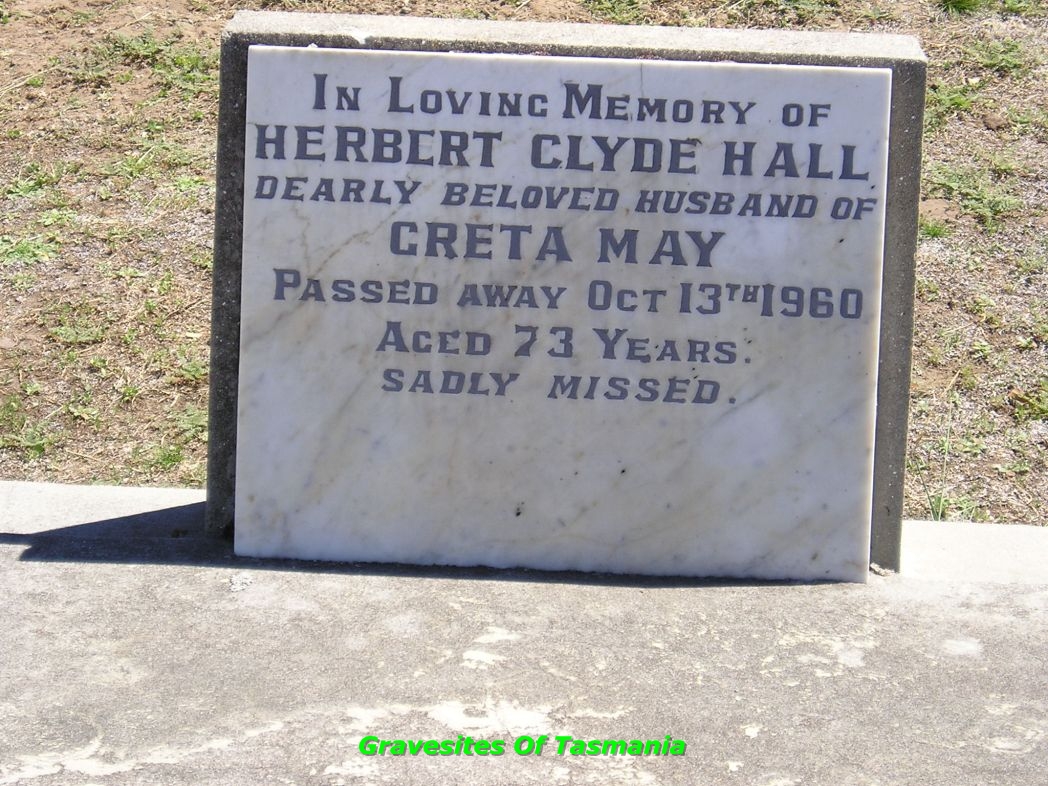 In Loving Memory of
HERBERT CLYDE HALL
DEARLY BELOVED HUSBAND OF
GRETA MAY
Passed away Oct 13TH 1960
Aged 73 Years.
SADLY MISSED.
Gravesites Of Tasmania